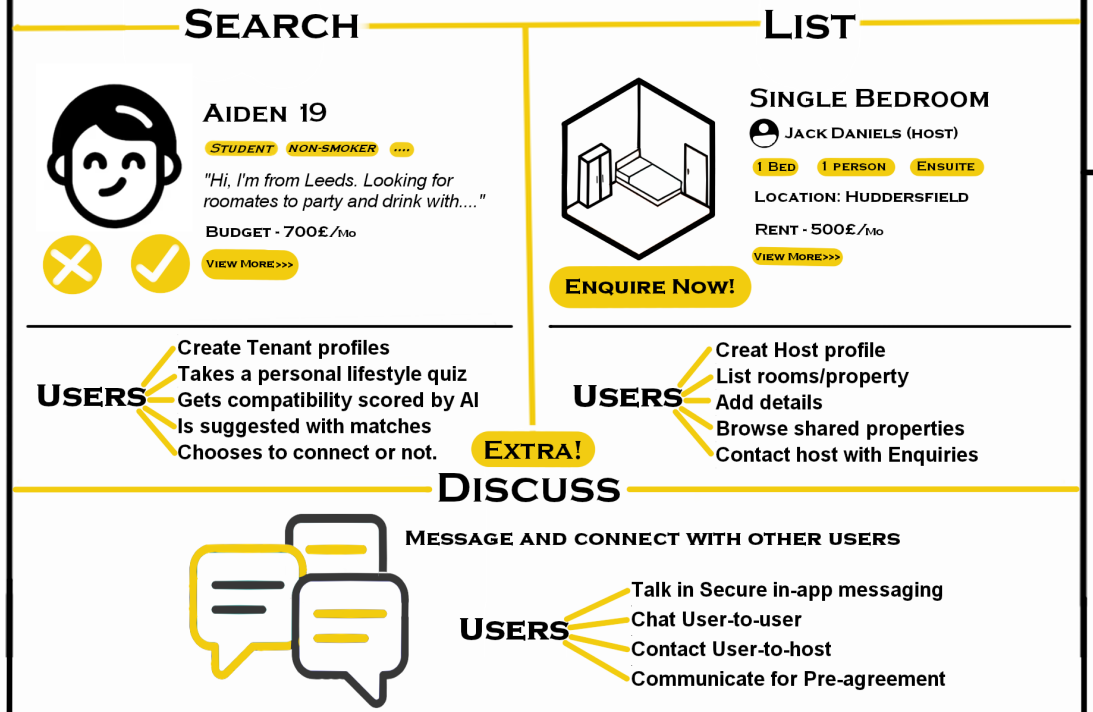 SEARCH
AIDEN 19
STUDENT NON-SMOKER ....
"Hi, I'm from Leeds. Looking for
roomates to party and drink with...."
BUDGET - 700£/MO
VIEW MORE>>>
USERS
Create Tenant profiles
Takes a personal lifestyle quiz
Gets compatibility scored by AI
Is suggested with matches
Chooses to connect or not.
LIST
SINGLE BEDROOM
JACK DANIELS (HOST)
1 BED 1 PERSON ENSUITE
LOCATION: HUDDERSFIELD
RENT - 500£/MO
VIEW MORE>>>
ENQUIRE NOW!
USERS
Creat Host profile
List rooms/property
Add details
Browse shared properties
Contact host with Enquiries
EXTRA!
DISCUSS
MESSAGE AND CONNECT WITH OTHER USERS
USERS
Talk in Secure in-app messaging
Chat User-to-user
Contact User-to-host
Communicate for Pre-agreement